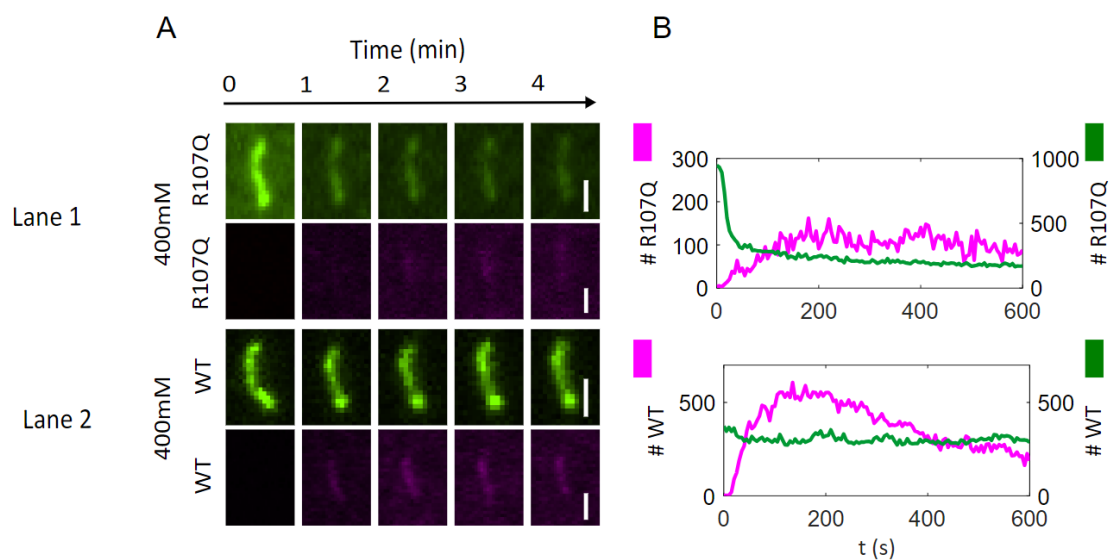 A
B
Time (min)
0 1 2 3 4
Lane 1
400mM
R107Q
R107Q
Lane 2
400mM
WT
WT
# R107Q
300
200
100
0
1000
500
0
# R107Q
0 200 400 600
# WT
500
0
500
0
# WT
0 200 400 600
t (s)